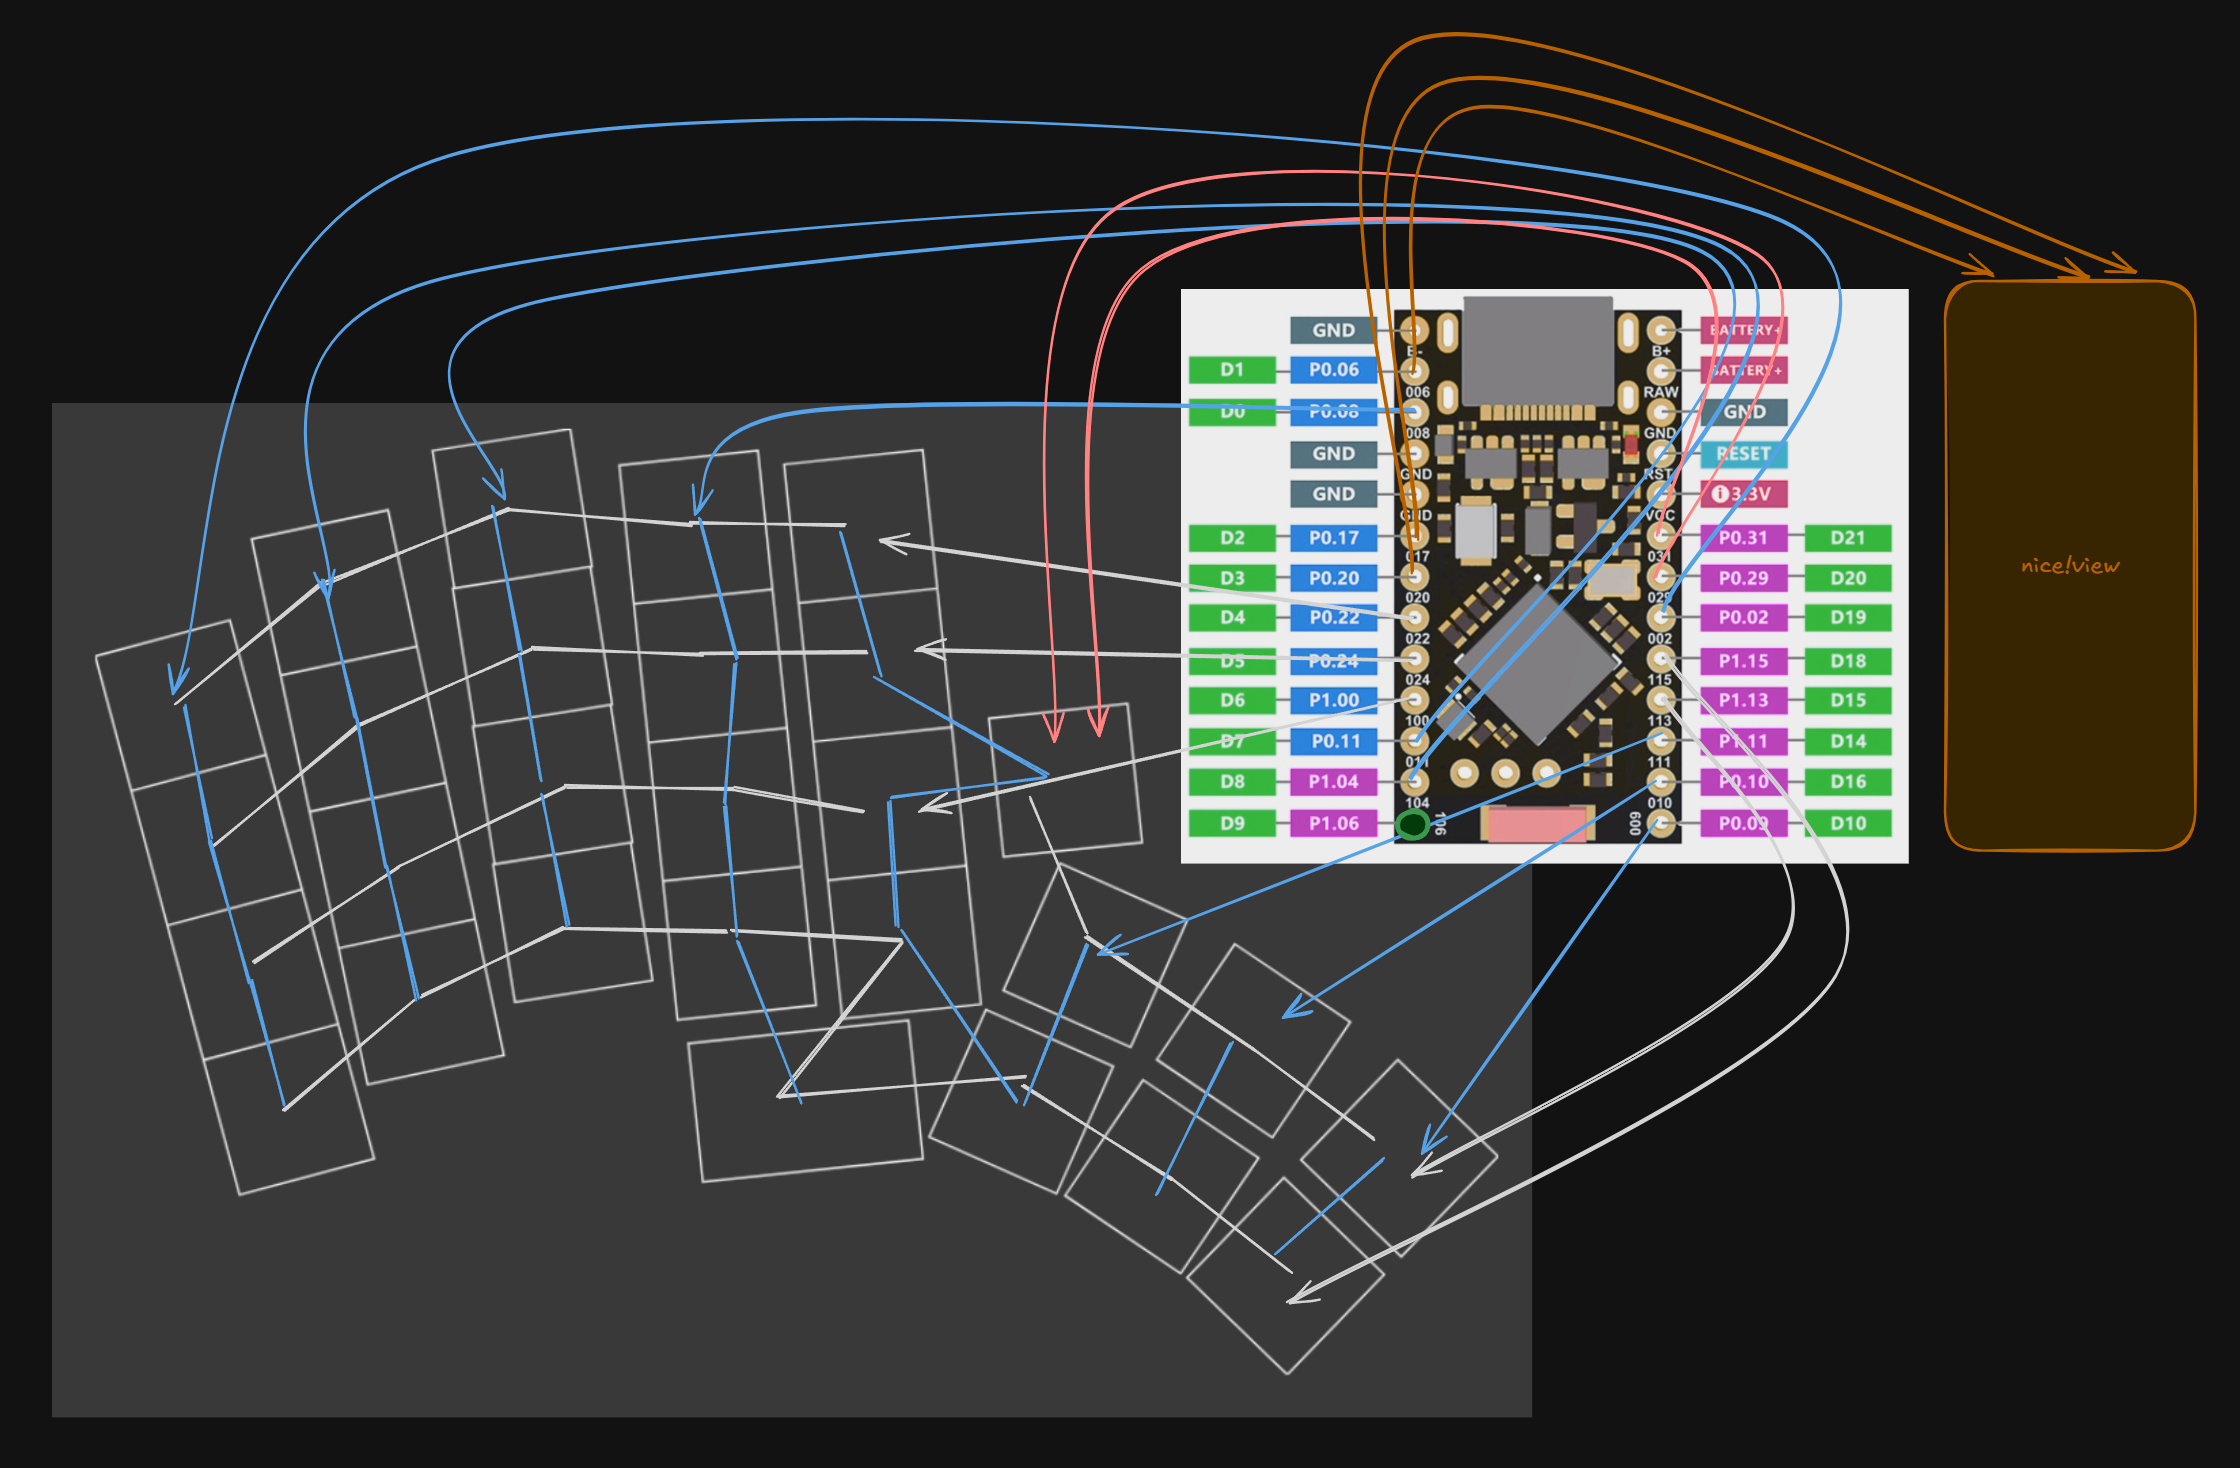 GND B- B+ BATTERY+
D1 P0.06 BATTERY+
006 RAW
D0 P0.08 GND
008 GND
GND RESET
GND RST
GND i 3.3V
GND VCC
D2 P0.17 P0.31 D21
017 031
D3 P0.20 P0.29 D20
020 029
D4 P0.22 P0.02 D19
022 002
D5 P0.24 P1.15 D18
024 115
D6 P1.00 P1.13 D15
100 113
D7 P0.11 P1.11 D14
011 111
D8 P1.04 P0.10 D16
104 010
D9 P1.06 106 600 P0.09 D10
nice!view